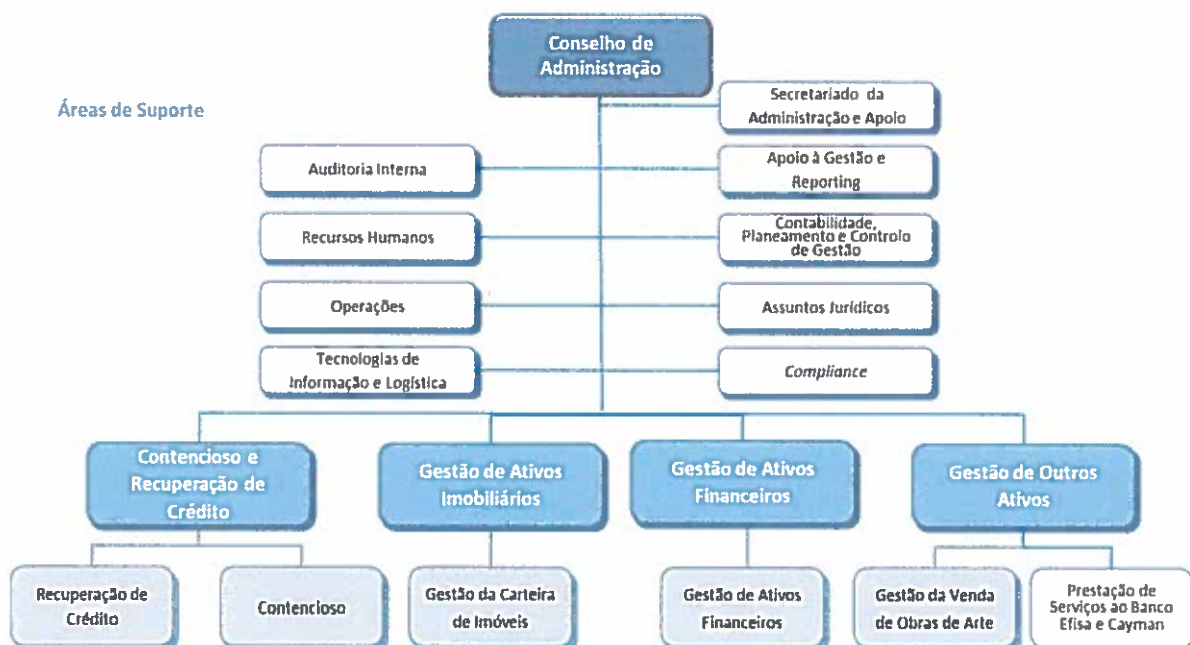 Conselho de
Administração
Áreas de Suporte
Secretariado da
Administração e Apoio
Auditoria Interna
Apoio à Gestão e
Reporting
Recursos Humanos
Contabilidade,
Planeamento e Controlo
de Gestão
Operações
Assuntos Jurídicos
Tecnologias de
Informação e Logística
Compliance
Contencioso e
Recuperação de
Crédito
Gestão de Ativos
Imobiliários
Gestão de Ativos
Financeiros
Gestão de Outros
Ativos
Recuperação de
Crédito
Contencioso
Gestão da Carteira
de Imóveis
Gestão de Ativos
Financeiros
Gestão da Venda
de Obras de Arte
Prestação de
Serviços ao Banco
Efisa e Cayman